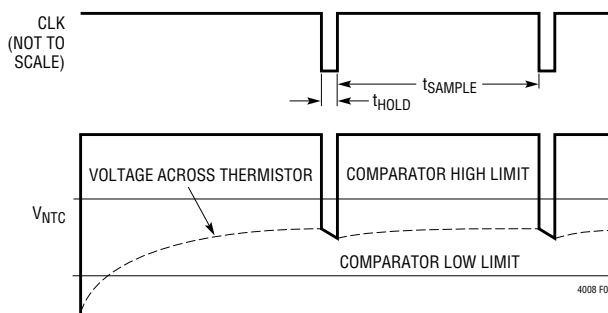 CLK
(NOT TO
SCALE)
tSAMPLE
tHOLD
VOLTAGE ACROSS THERMISTOR
COMPARATOR HIGH LIMIT
VNTC
COMPARATOR LOW LIMIT
4008 F0